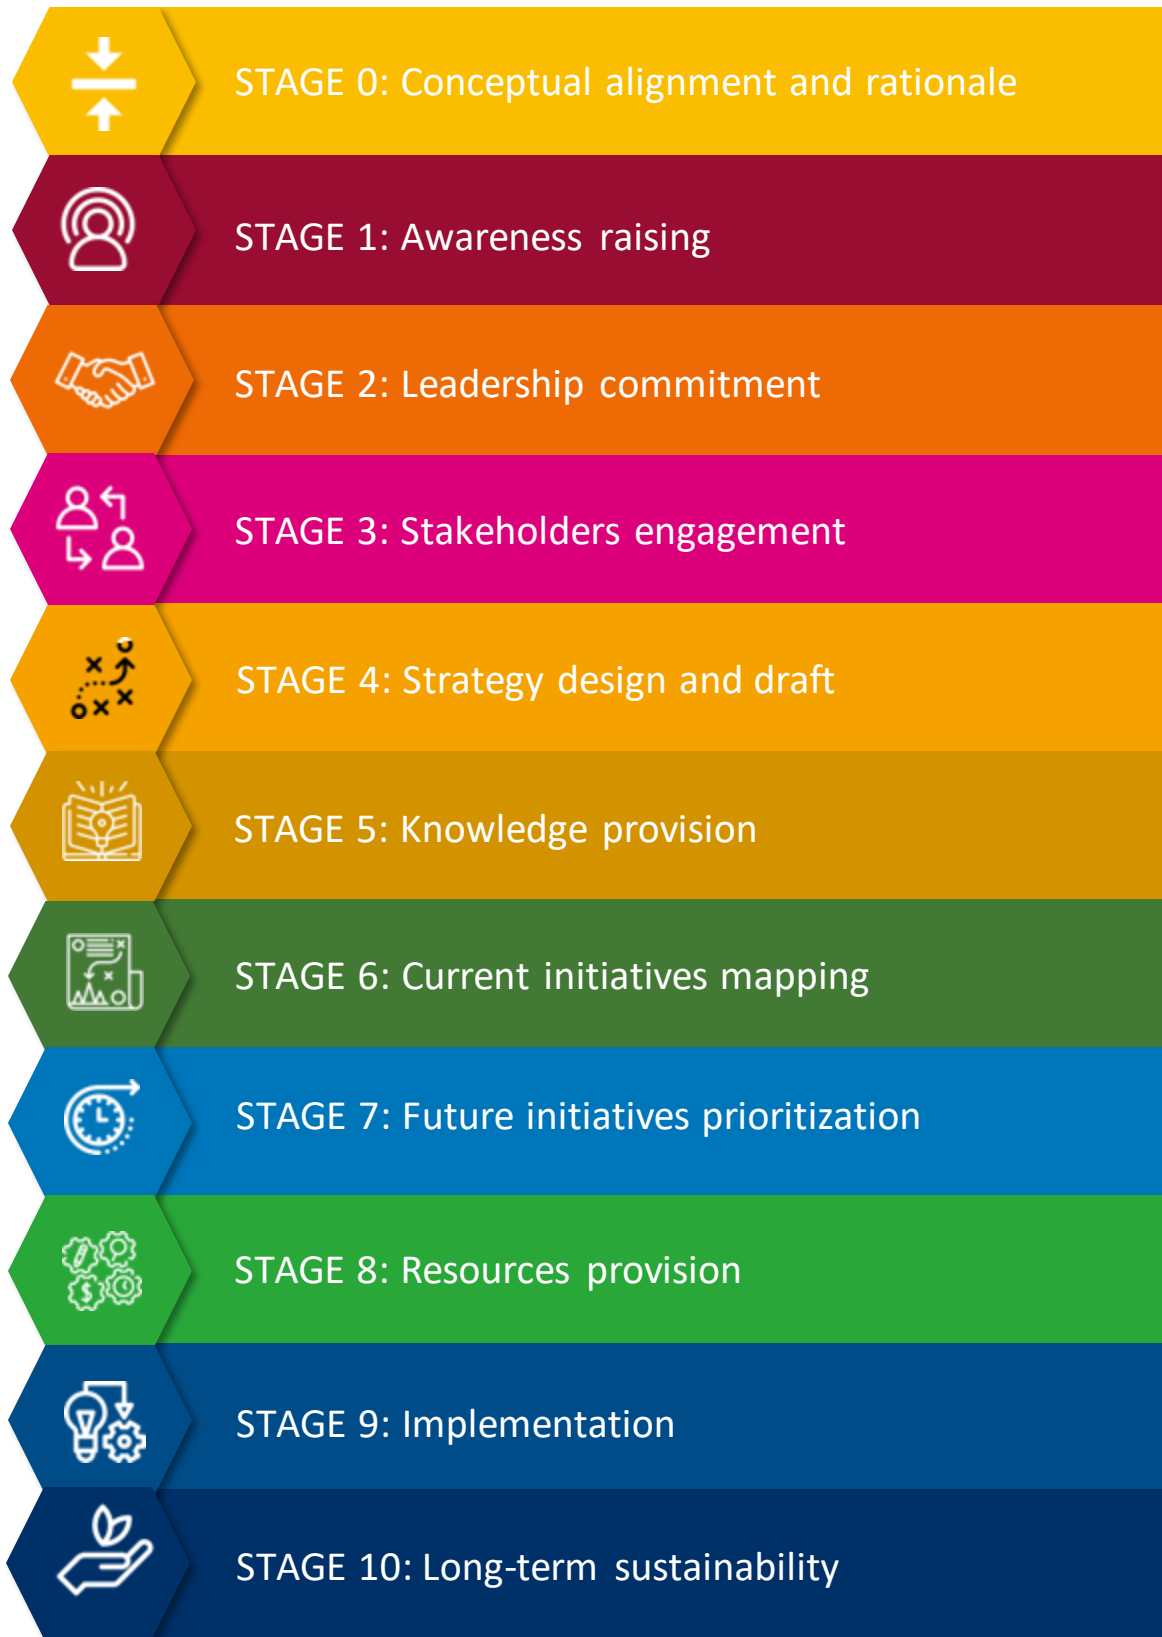 STAGE 0: Conceptual alignment and rationale
STAGE 1: Awareness raising
STAGE 2: Leadership commitment
STAGE 3: Stakeholders engagement
STAGE 4: Strategy design and draft
STAGE 5: Knowledge provision
STAGE 6: Current initiatives mapping
STAGE 7: Future initiatives prioritization
STAGE 8: Resources provision
STAGE 9: Implementation
STAGE 10: Long-term sustainability